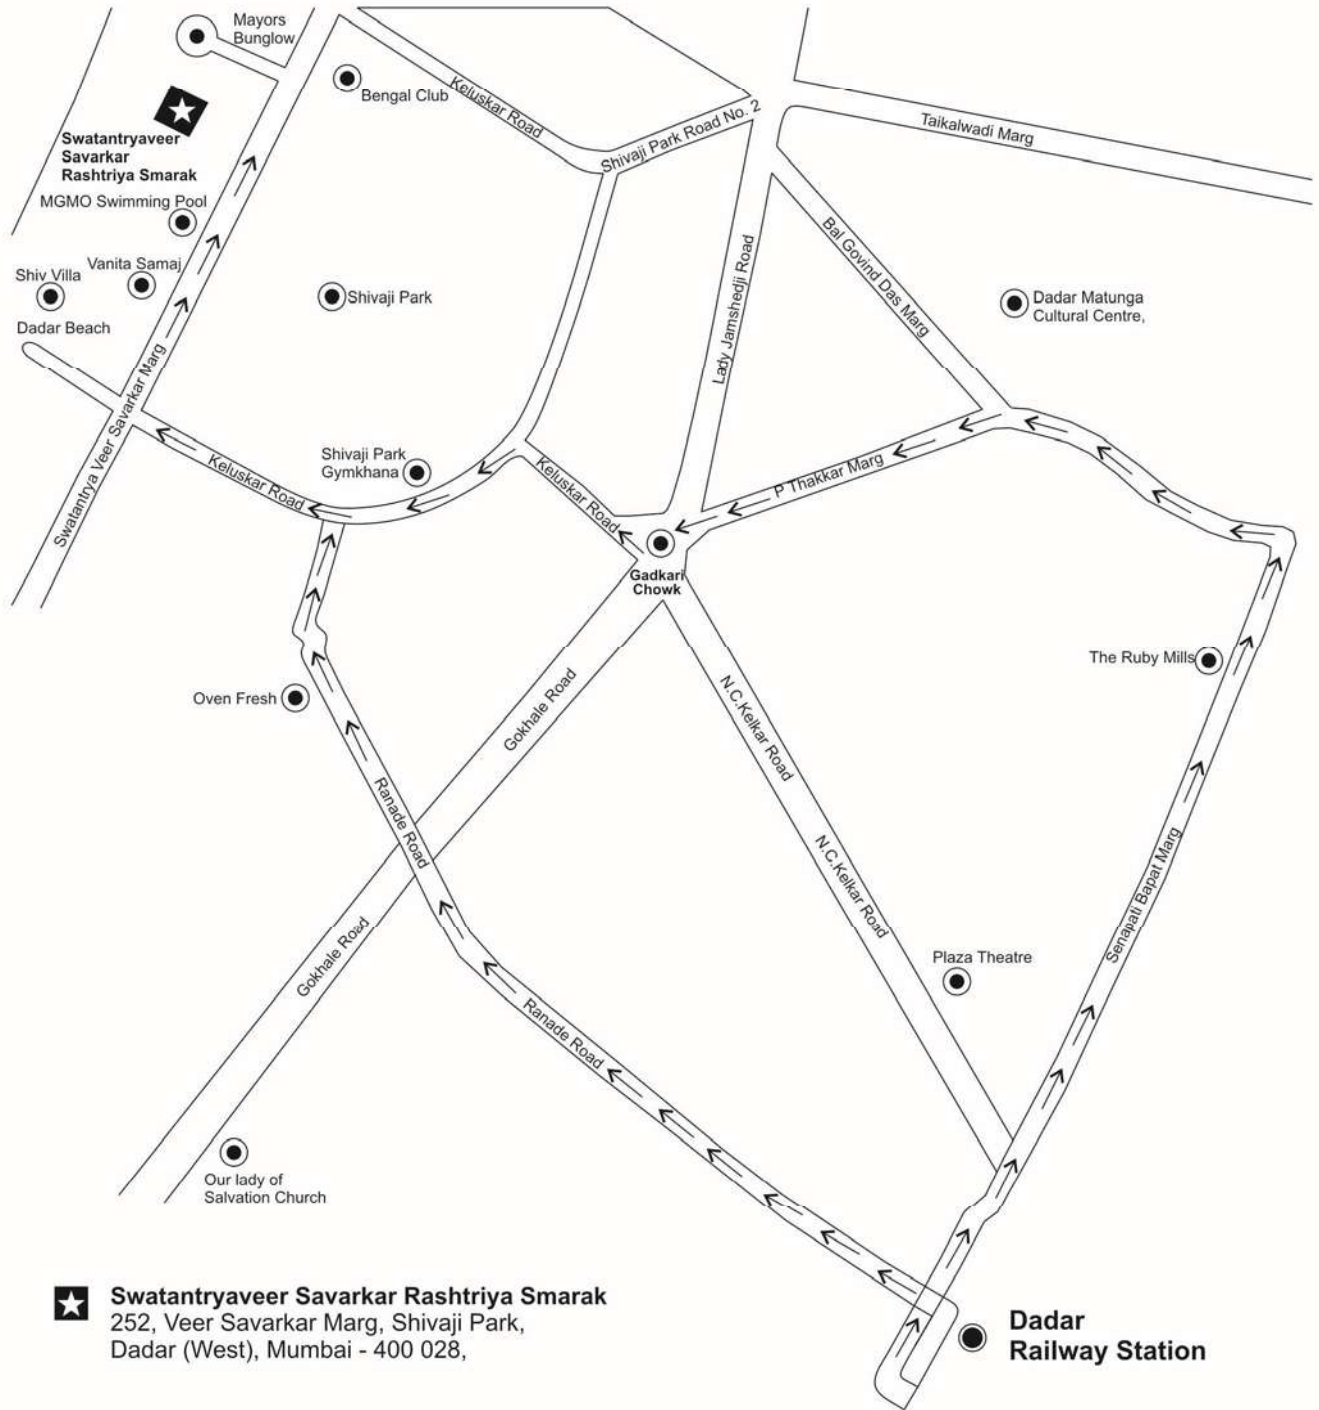 Mayors
Bunglow
Bengal Club
Keluskar Road
Shivaji Park Road No. 2
Taikalwadi Marg
Swatantryaveer
Savarkar
Rashtriya Smarak
MGMO Swimming Pool
Vanita Samaj
Shiv Villa
Dadar Beach
Shivaji Park
Lady Jamshedji Road
Bal Govind Das Marg
Dadar Matunga
Cultural Centre,
Swatantrya Veer Savarkar Marg
Keluskar Road
Shivaji Park
Gymkhana
Keluskar Road
P Thakkar Marg
Gadkari
Chowk
The Ruby Mills
Oven Fresh
Gokhale Road
N.C.Kelkar Road
Ranade Road
N.C.Kelkar Road
Senapati Bapat Marg
Gokhale Road
Plaza Theatre
Ranade Road
Our lady of
Salvation Church
Swatantryaveer Savarkar Rashtriya Smarak
252, Veer Savarkar Marg, Shivaji Park,
Dadar (West), Mumbai - 400 028,
Dadar
Railway Station